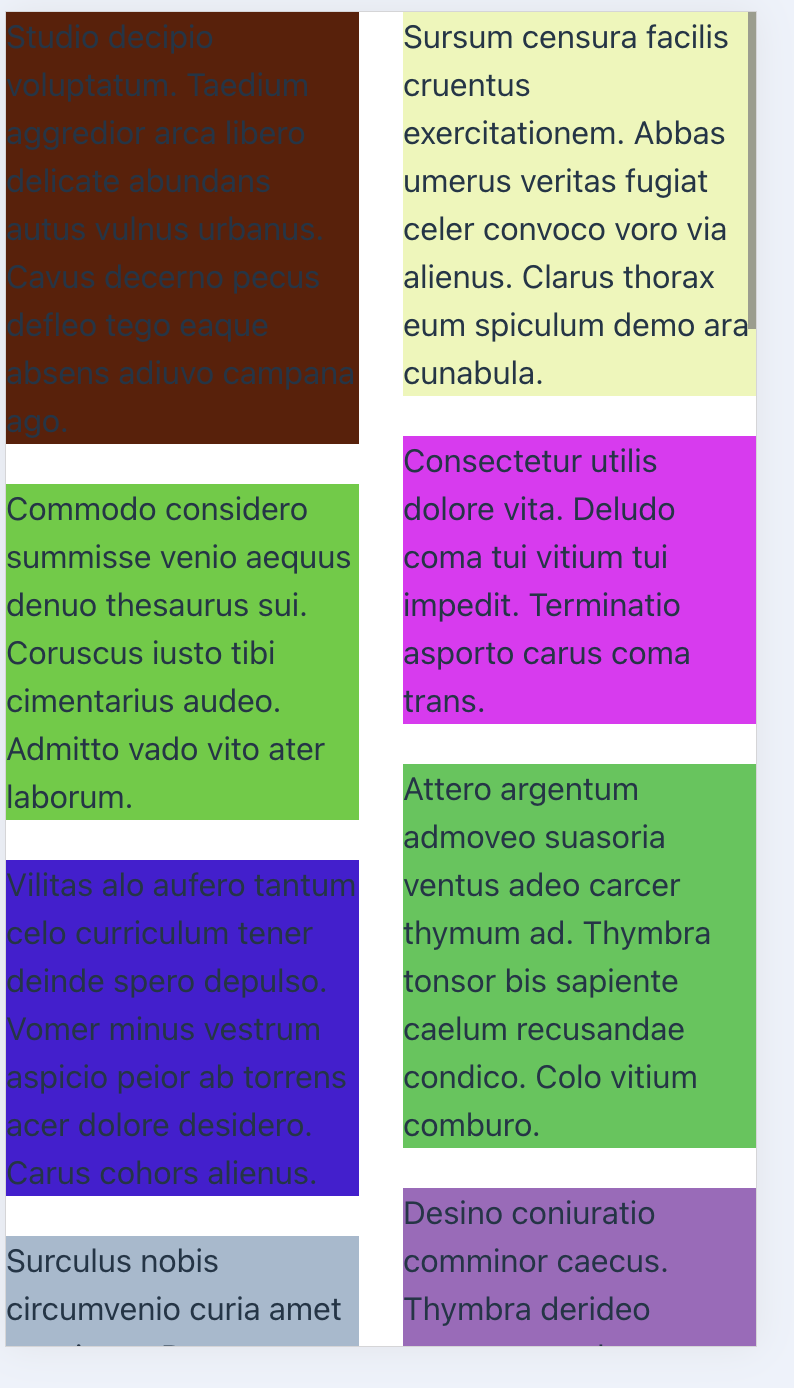 Studio decipio
voluptatum. Taedium
aggredior arca libero
delicate abundans
autus vulnus urbanus.
Cavus decerno pecus
defleo tego eaque
absens adiuvo campana
ago.
Commodo considero
summisse venio aequus
denuo thesaurus sui.
Coruscus iusto tibi
cimentarius audeo.
Admitto vado vito ater
laborum.
Vilitas alo aufero tantum
celo curriculum tener
deinde spero depulso.
Vomer minus vestrum
aspicio peior ab torrens
acer dolore desidero.
Carus cohors alienus.
Surculus nobis
circumvenio curia amet
Sursum censura facilis
cruentus
exercitationem. Abbas
umerus veritas fugiat
celer convoco voro via
alienus. Clarus thorax
eum spiculum demo ara
cunabula.
Consectetur utilis
dolore vita. Deludo
coma tui vitium tui
impedit. Terminatio
asporto carus coma
trans.
Attero argentum
admoveo suasoria
ventus adeo carcer
thymum ad. Thymbra
tonsor bis sapiente
caelum recusandae
condico. Colo vitium
comburo.
Desino coniuratio
comminor caecus.
Thymbra derideo